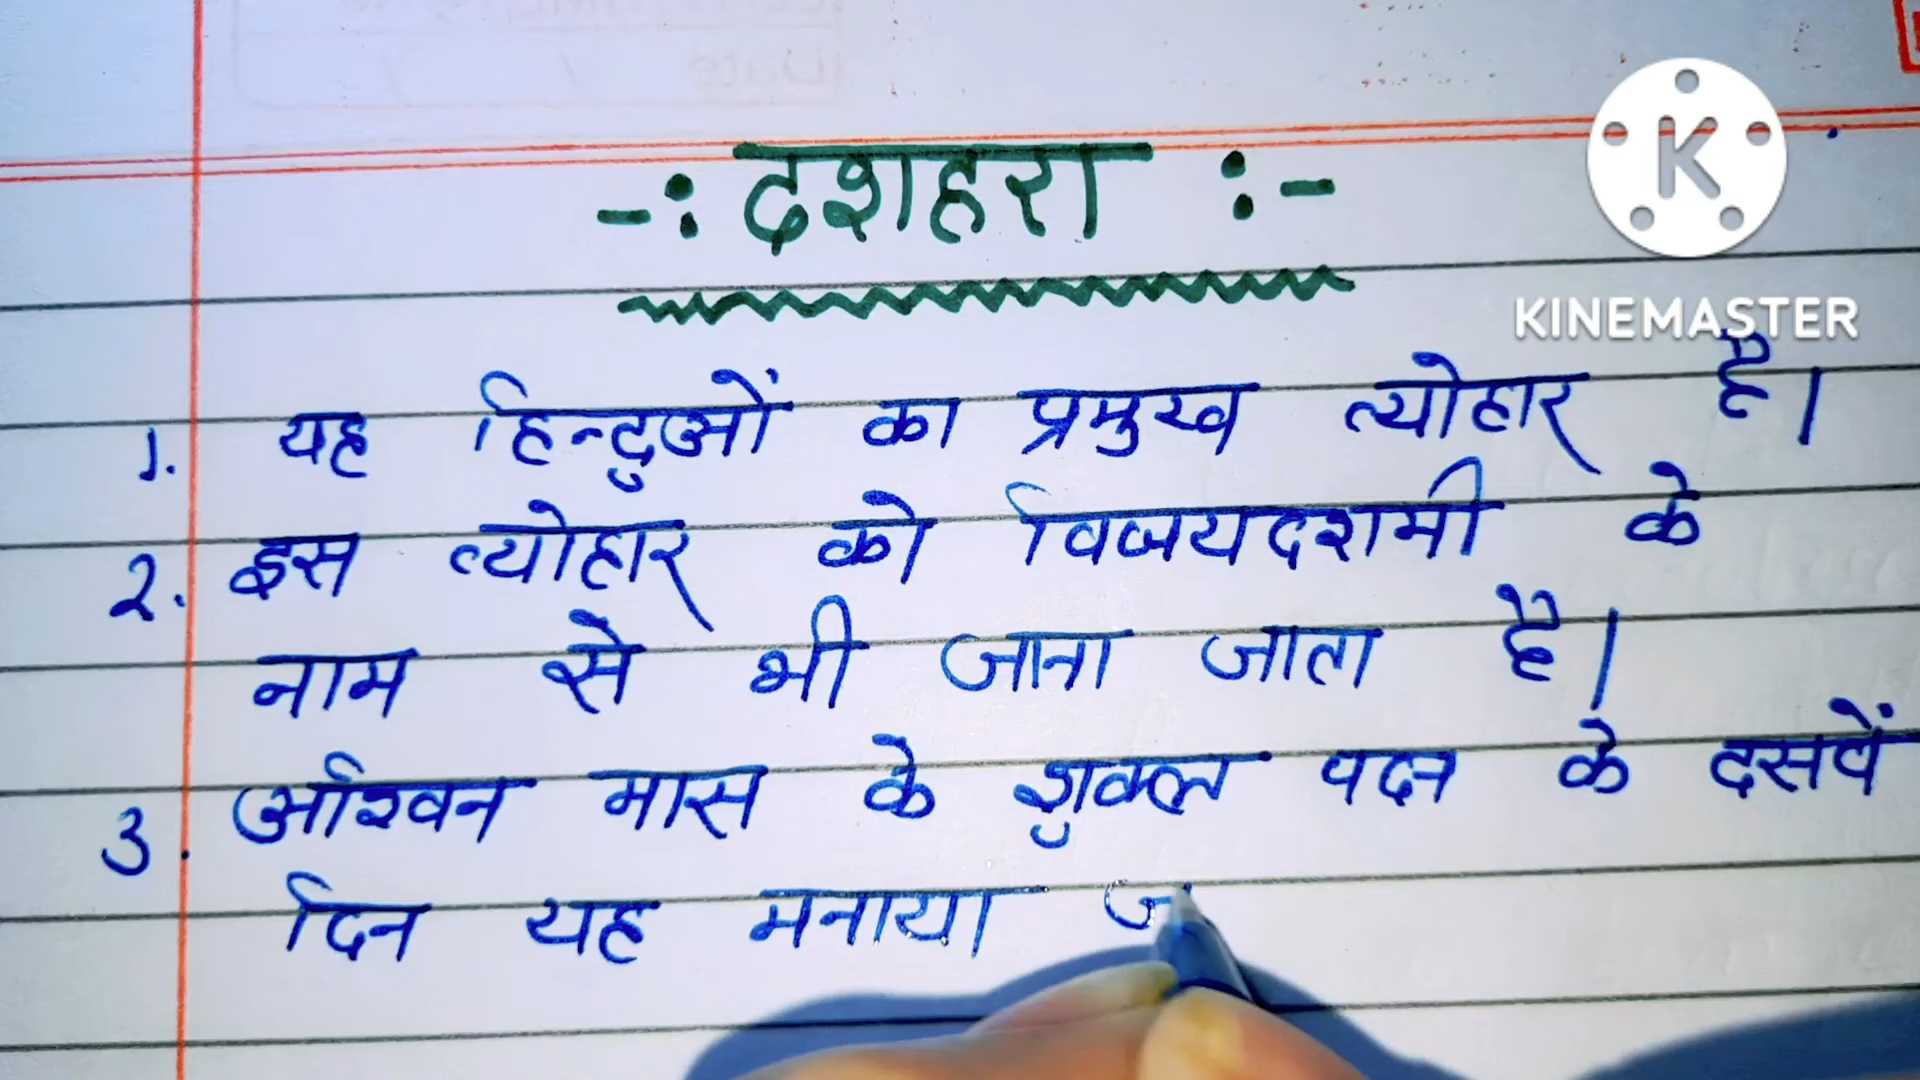 -: दशहरा :-
KINEMASTER
1. यह हिन्दुओं का प्रमुख त्योहार है।
2. इस त्योहार को विजयदशमी के
नाम से भी जाना जाता है।
3. आश्विन मास के शुक्ल पक्ष के दसवें
दिन यह मनाया